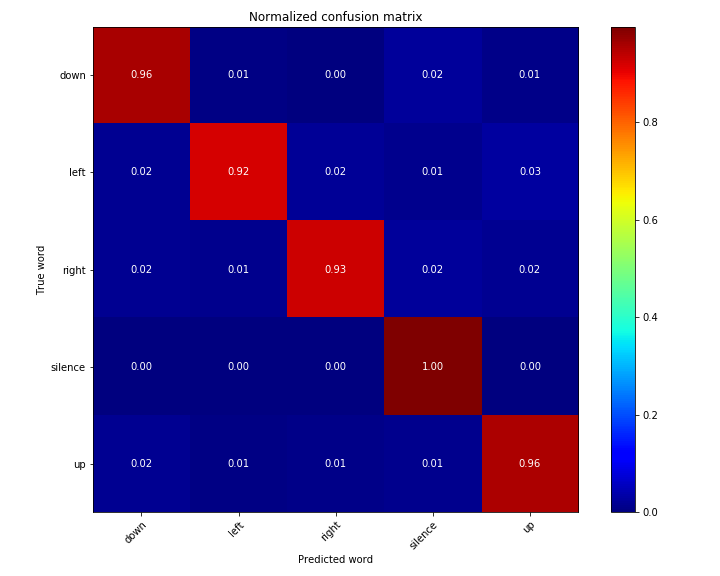 Normalized confusion matrix
True word
down 0.96 0.01 0.00 0.02 0.01
left 0.02 0.92 0.02 0.01 0.03
right 0.02 0.01 0.93 0.02 0.02
silence 0.00 0.00 0.00 1.00 0.00
up 0.02 0.01 0.01 0.01 0.96
down left right silence up
Predicted word
0.8
0.6
0.4
0.2
0.0